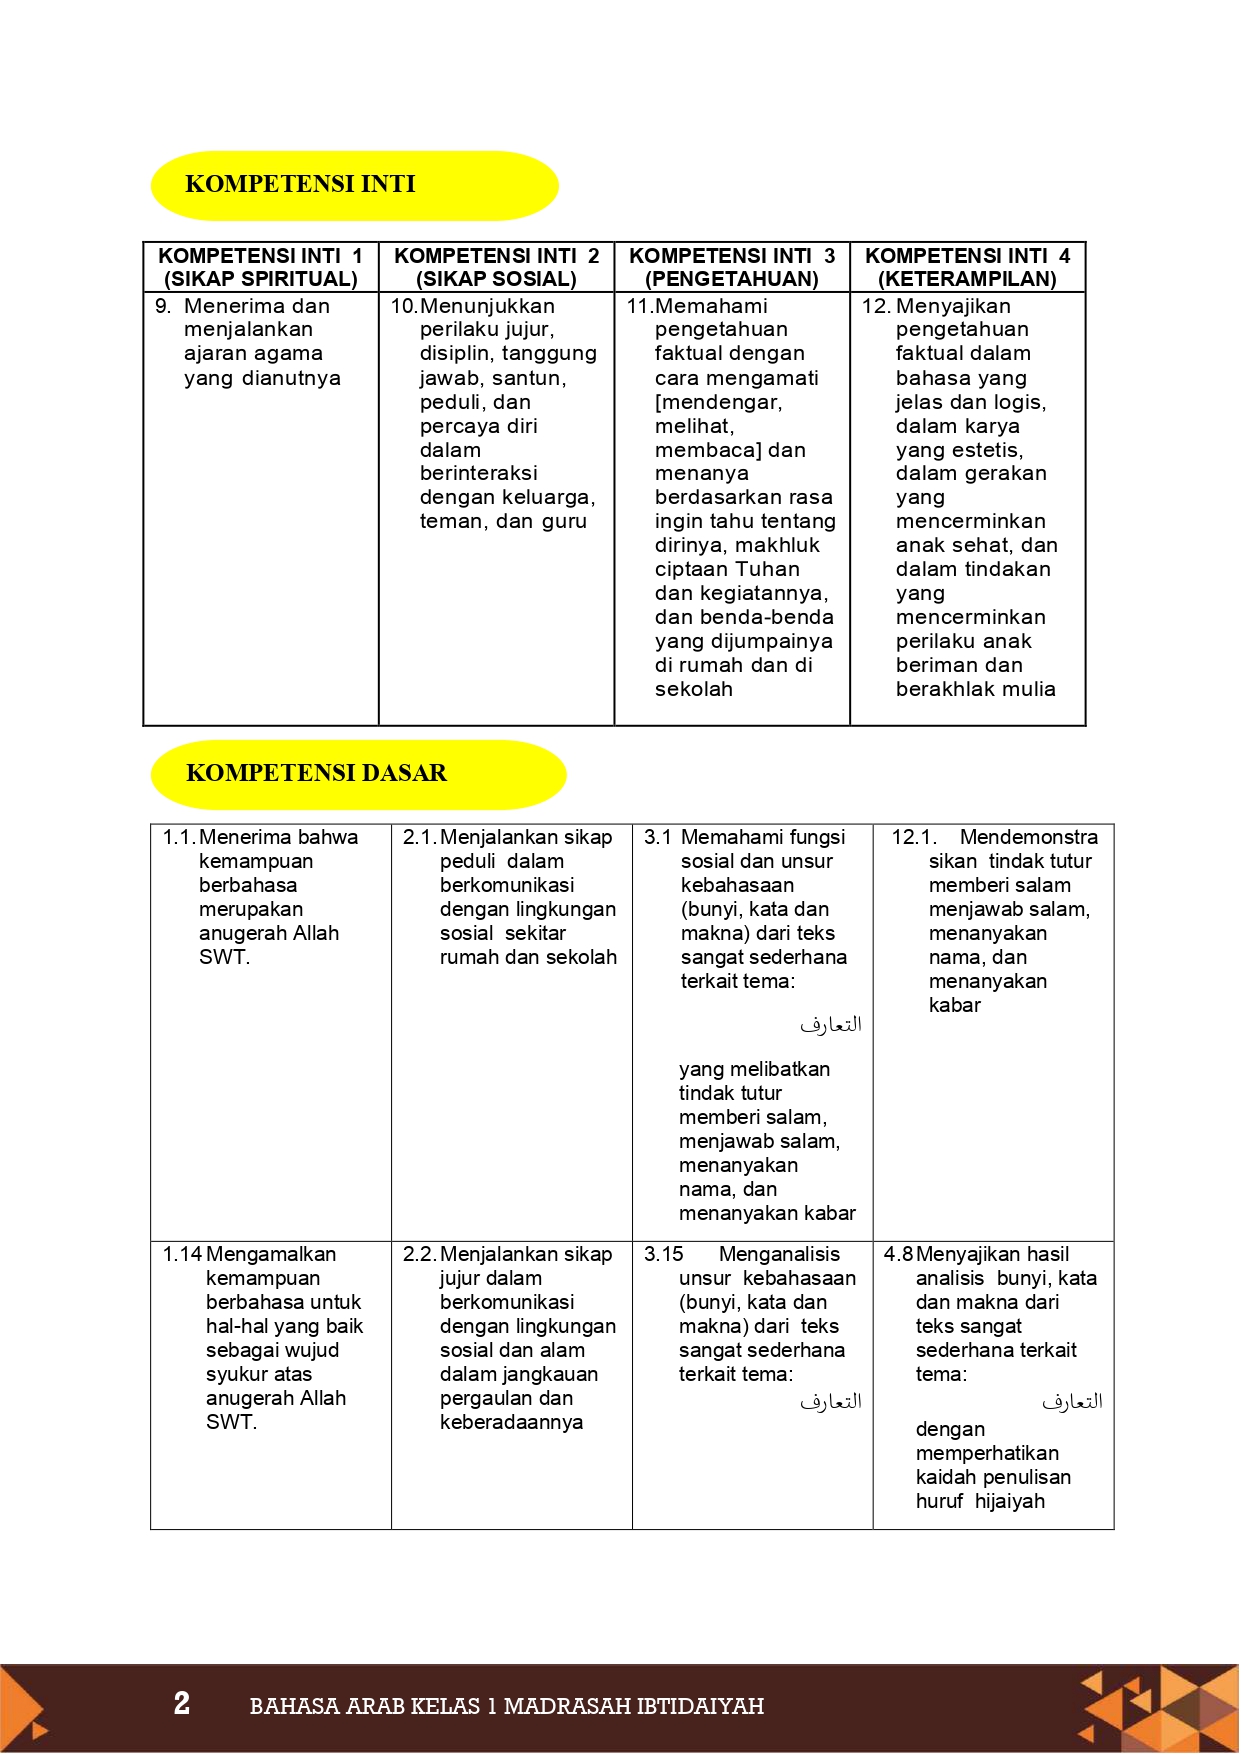 KOMPETENSI INTI
KOMPETENSI INTI 1
(SIKAP SPIRITUAL)
KOMPETENSI INTI 2
(SIKAP SOSIAL)
KOMPETENSI INTI 3
(PENGETAHUAN)
KOMPETENSI INTI 4
(KETERAMPILAN)
9. Menerima dan
menjalankan
ajaran agama
yang dianutnya
10.Menunjukkan
perilaku jujur,
disiplin, tanggung
jawab, santun,
peduli, dan
percaya diri
dalam
berinteraksi
dengan keluarga,
teman, dan guru
11.Memahami
pengetahuan
faktual dengan
cara mengamati
[mendengar,
melihat,
membaca] dan
menanya
berdasarkan rasa
ingin tahu tentang
dirinya, makhluk
ciptaan Tuhan
dan kegiatannya,
dan benda-benda
yang dijumpainya
di rumah dan di
sekolah
12. Menyajikan
pengetahuan
faktual dalam
bahasa yang
jelas dan logis,
dalam karya
yang estetis,
dalam gerakan
yang
mencerminkan
anak sehat, dan
dalam tindakan
yang
mencerminkan
perilaku anak
beriman dan
berakhlak mulia
KOMPETENSI DASAR
1.1. Menerima bahwa
kemampuan
berbahasa
merupakan
anugerah Allah
SWT.
2.1. Menjalankan sikap
peduli dalam
berkomunikasi
dengan lingkungan
sosial sekitar
rumah dan sekolah
3.1 Memahami fungsi
sosial dan unsur
kebahasaan
(bunyi, kata dan
makna) dari teks
sangat sederhana
terkait tema:
التعارف
yang melibatkan
tindak tutur
memberi salam,
menjawab salam,
menanyakan
nama, dan
menanyakan kabar
12.1. Mendemonstra
sikan tindak tutur
memberi salam
menjawab salam,
menanyakan
nama, dan
menanyakan
kabar
1.14 Mengamalkan
kemampuan
berbahasa untuk
hal-hal yang baik
sebagai wujud
syukur atas
anugerah Allah
SWT.
2.2. Menjalankan sikap
jujur dalam
berkomunikasi
dengan lingkungan
sosial dan alam
dalam jangkauan
pergaulan dan
keberadaannya
3.15 Menganalisis
unsur kebahasaan
(bunyi, kata dan
makna) dari teks
sangat sederhana
terkait tema:
التعارف
4.8 Menyajikan hasil
analisis bunyi, kata
dan makna dari
teks sangat
sederhana terkait
tema:
التعارف
dengan
memperhatikan
kaidah penulisan
huruf hijaiyah
2 BAHASA ARAB KELAS 1 MADRASAH IBTIDAIYAH